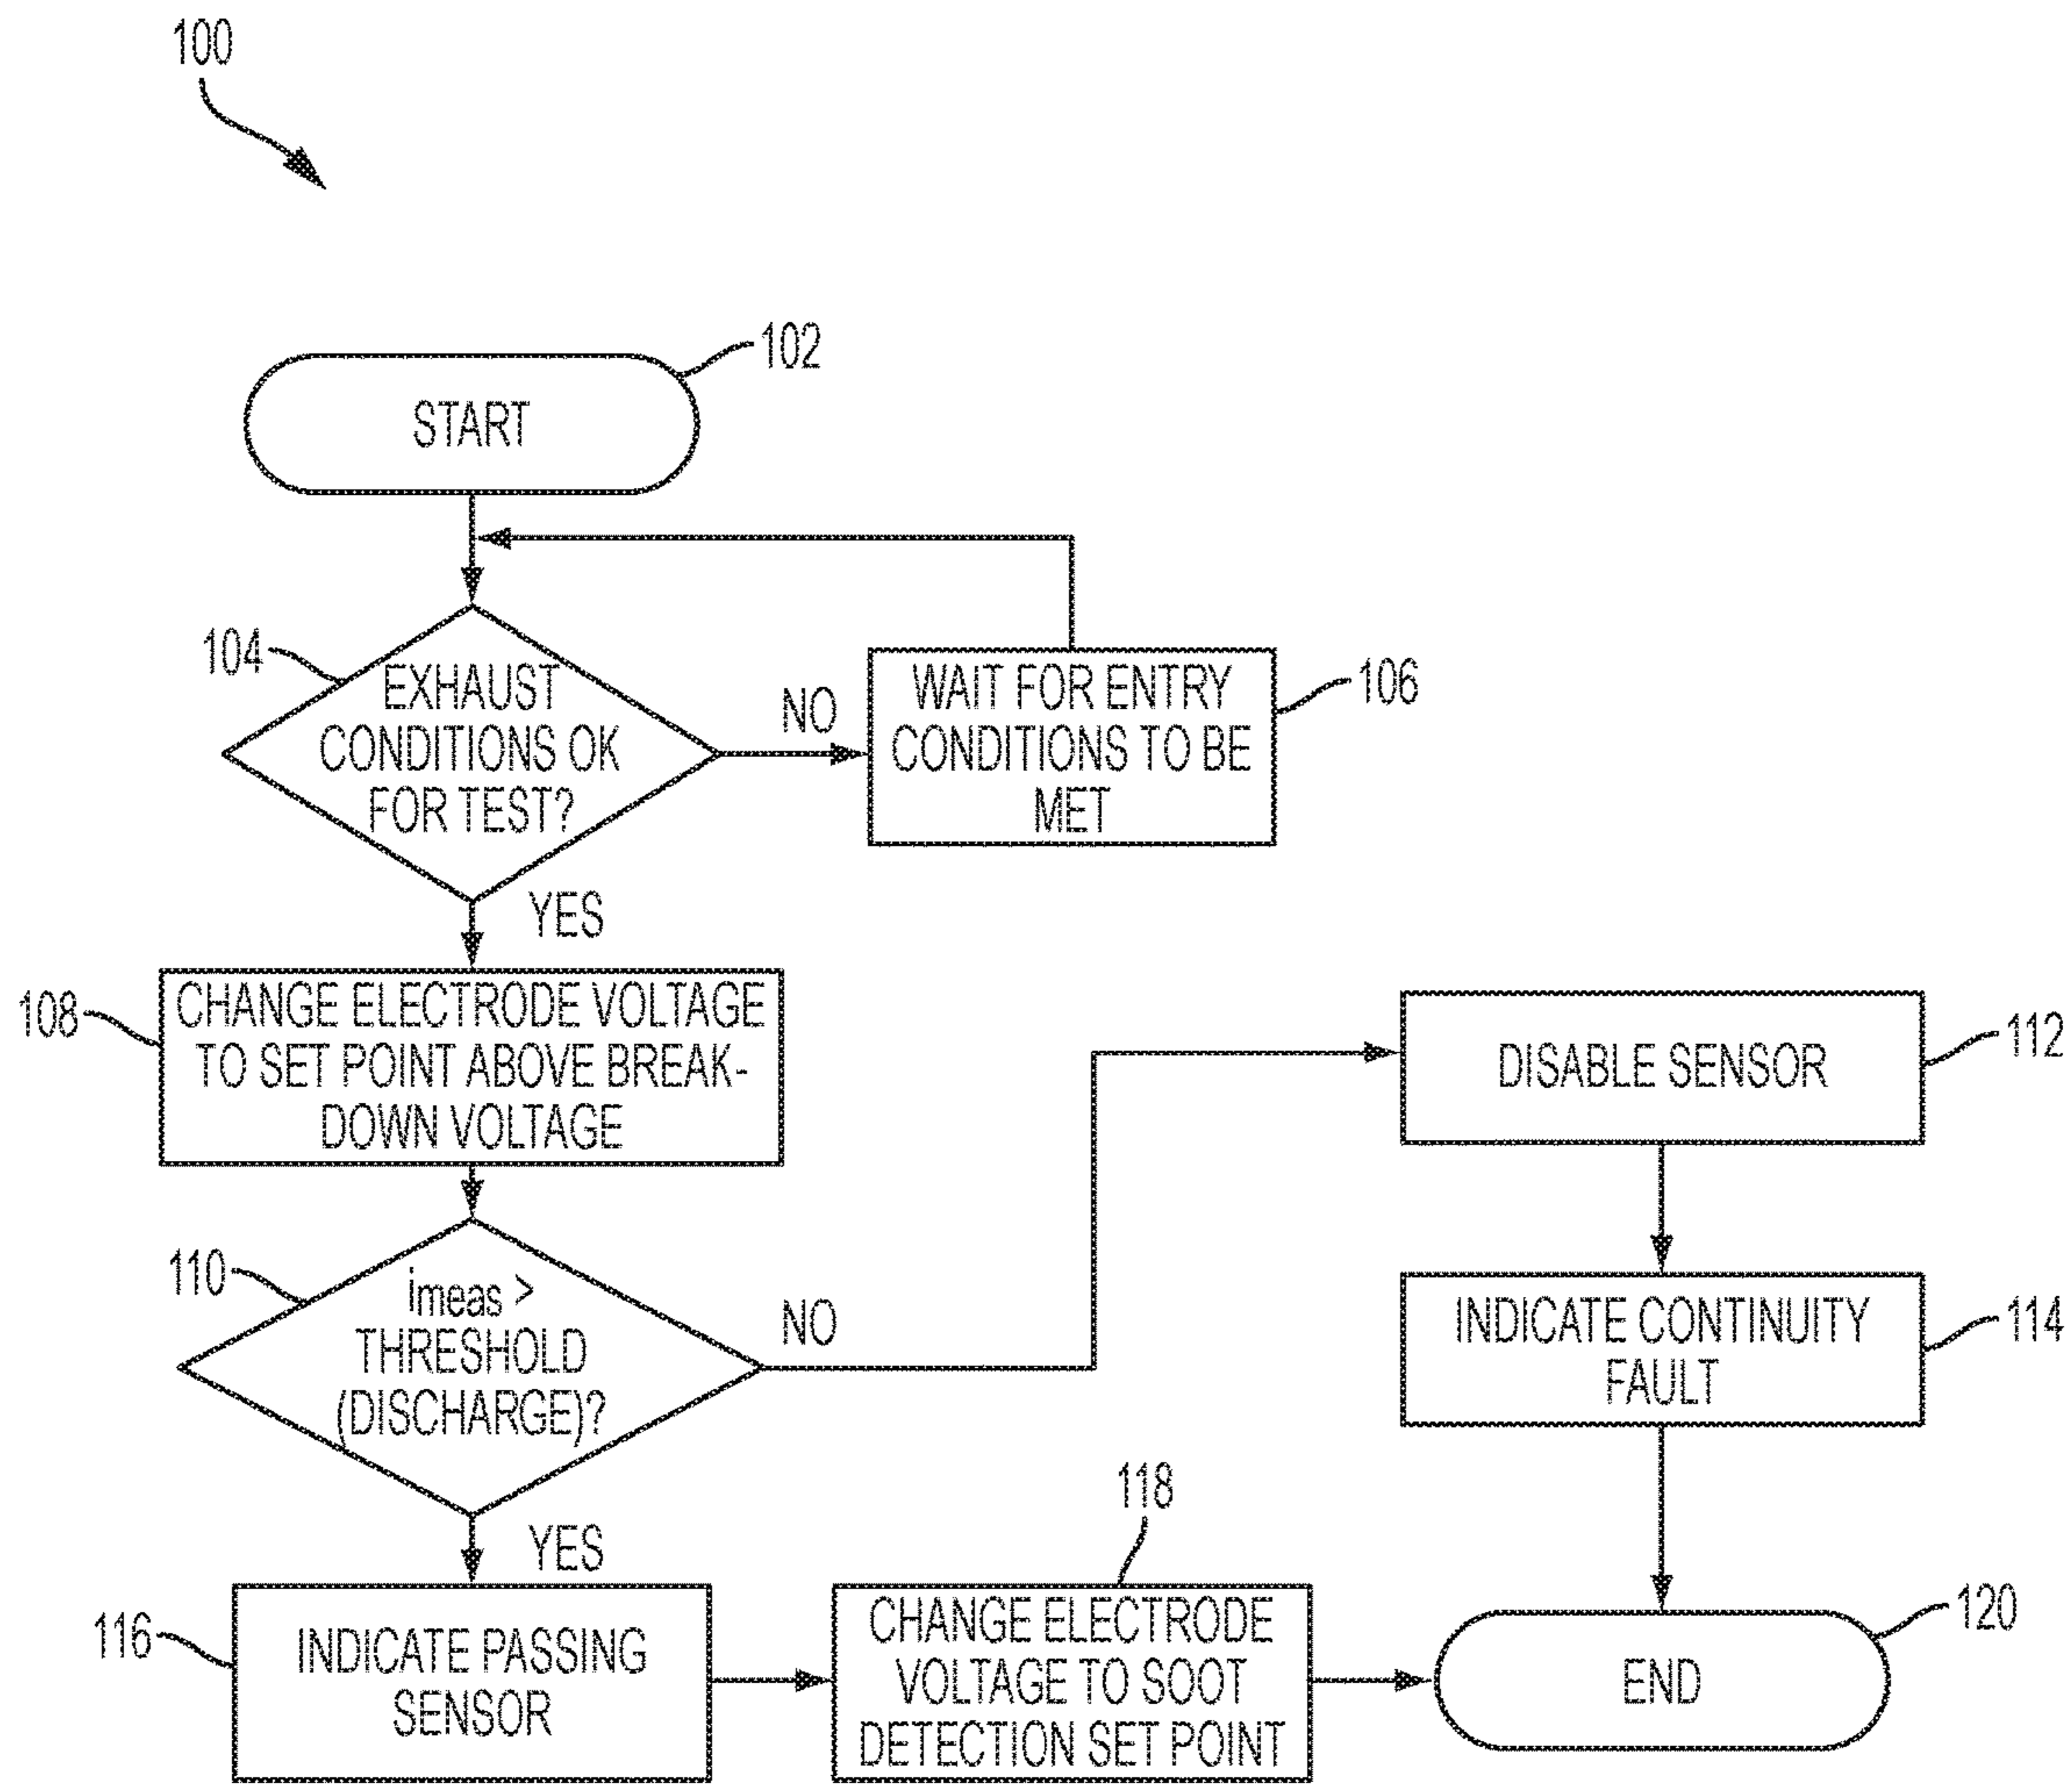 100
102
START
104
EXHAUST
CONDITIONS OK
FOR TEST?
NO
WAIT FOR ENTRY
CONDITIONS TO BE
MET
106
YES
108
CHANGE ELECTRODE VOLTAGE
TO SET POINT ABOVE BREAK-
DOWN VOLTAGE
112
DISABLE SENSOR
110
imeas >
THRESHOLD
(DISCHARGE)?
NO
INDICATE CONTINUITY
FAULT
114
YES
116
INDICATE PASSING
SENSOR
118
CHANGE ELECTRODE
VOLTAGE TO SOOT
DETECTION SET POINT
120
END